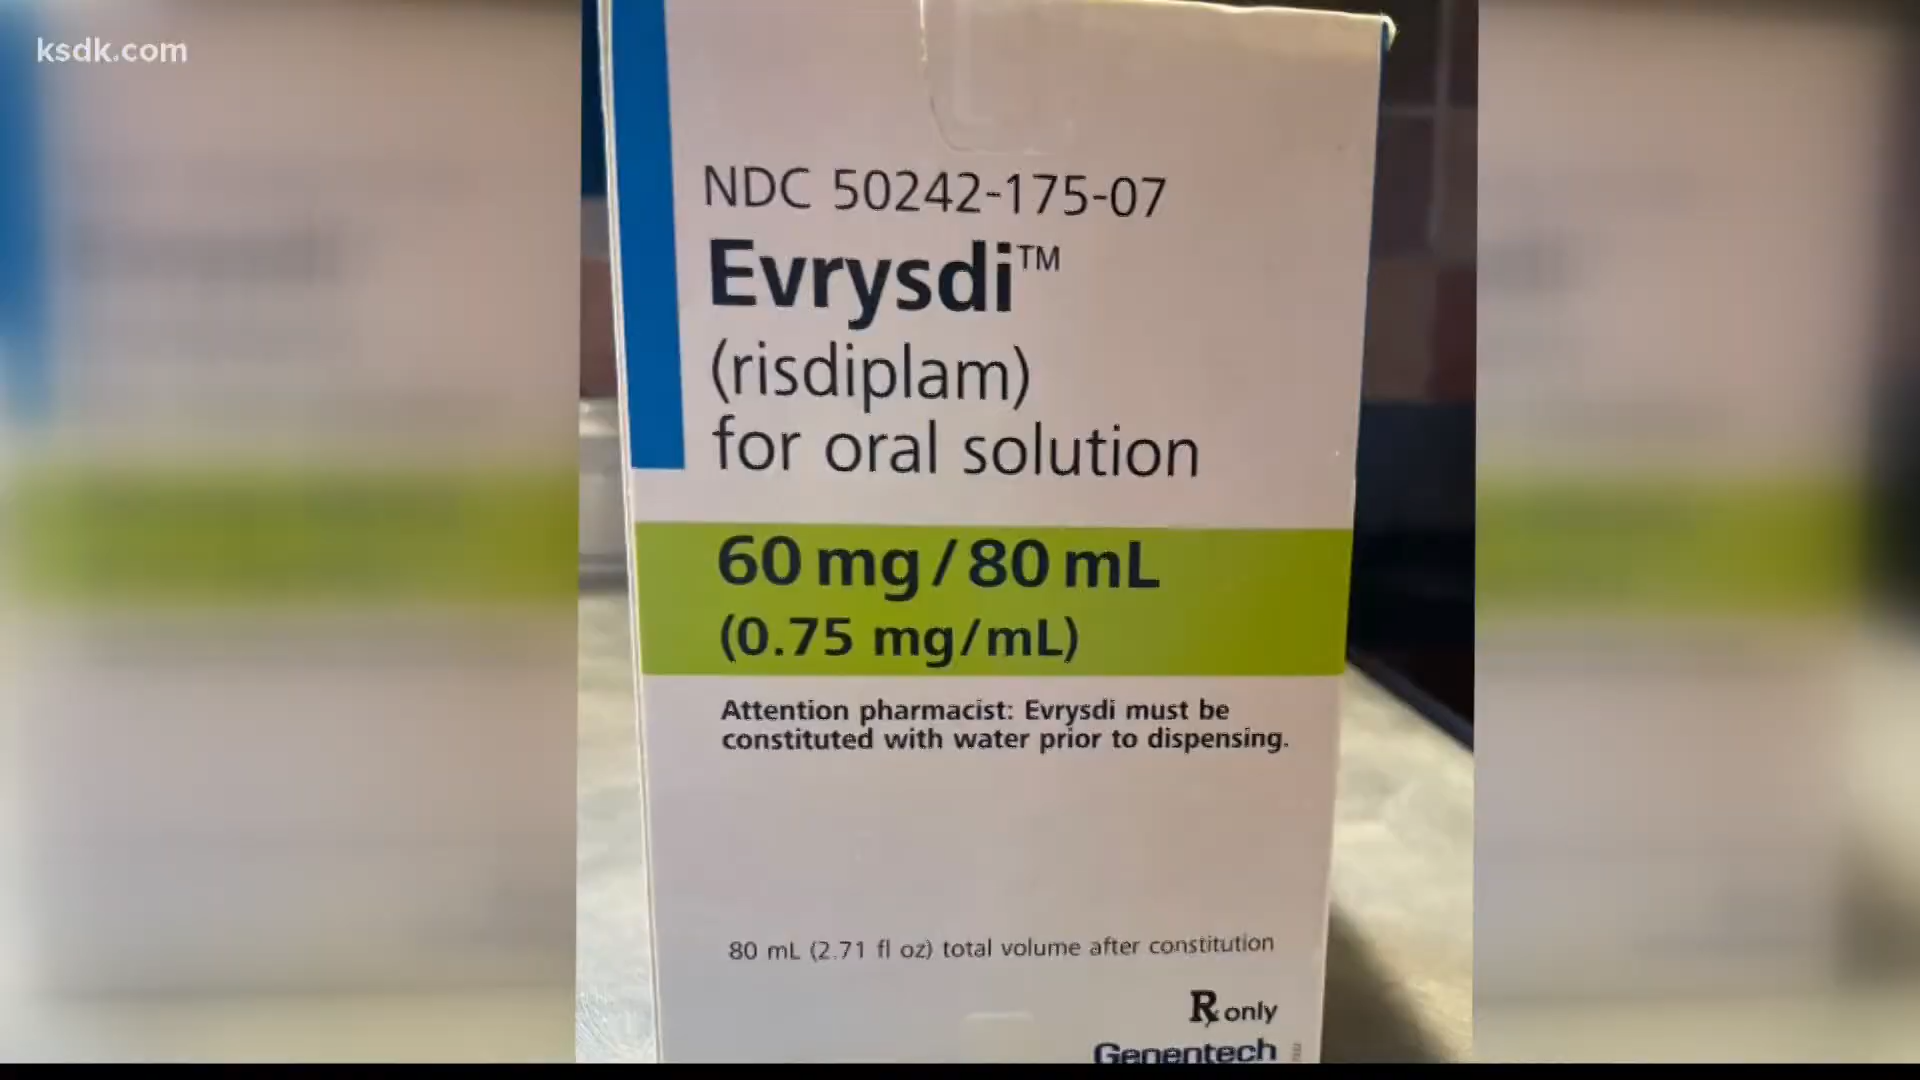 ksdk.com
NDC 50242-175-07
Evrysdi™
(risdiplam)
for oral solution
60 mg / 80 mL
(0.75 mg/mL)
Attention pharmacist: Evrysdi must be
constituted with water prior to dispensing.
80 mL (2.71 fl oz) total volume after constitution
Rx only
Genentech